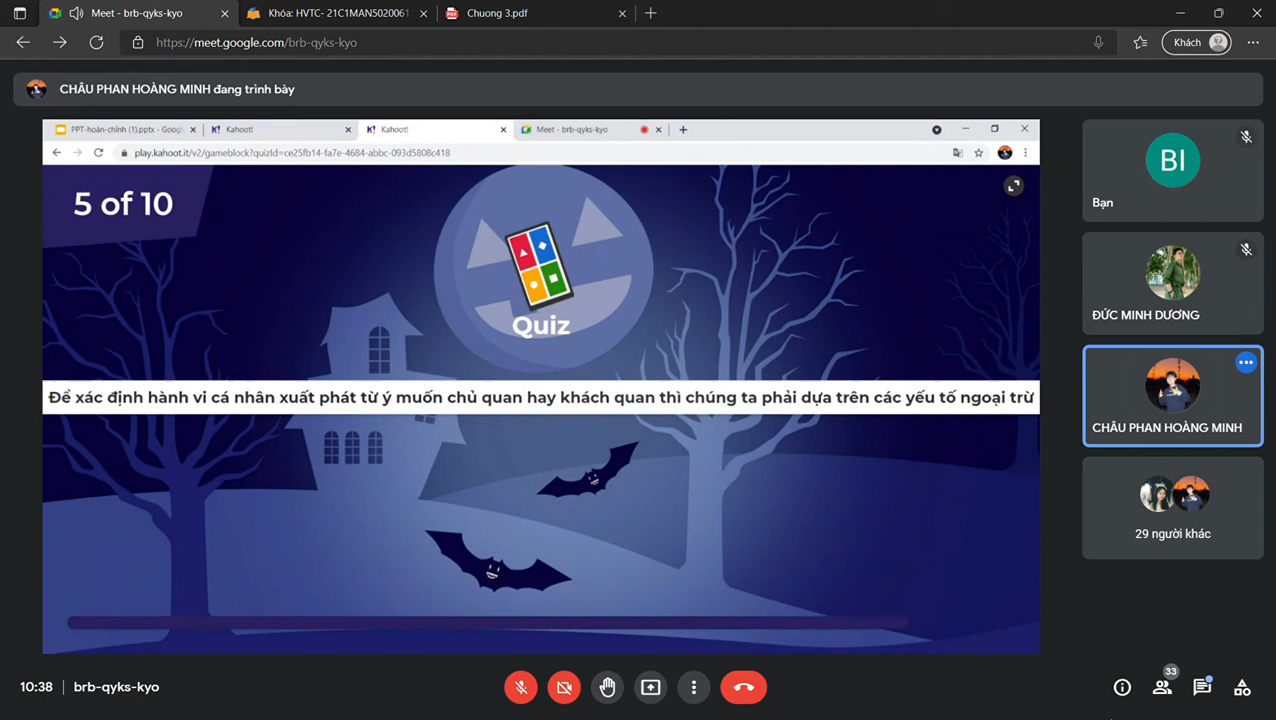 Meet - brb-qyks-kyo
Khóa: HVTC- 21C1MAN5020061
Chuong 3.pdf
https://meet.google.com/brb-qyks-kyo
Khách
CHÂU PHAN HOÀNG MINH đang trình bày
PPT-hoàn-chỉnh (1).pptx - Goog
Kahoot!
Kahoot!
Meet - brb-qyks-kyo
play.kahoot.it/v2/gameblock?quizId=ce25fb14-fa7e-4684-abbc-093d5808c418
5 of 10
Quiz
Để xác định hành vi cá nhân xuất phát từ ý muốn chủ quan hay khách quan thì chúng ta phải dựa trên các yếu tố ngoại trừ
BI
Bạn
ĐỨC MINH DƯƠNG
CHÂU PHAN HOÀNG MINH
29 người khác
10:38
brb-qyks-kyo
33